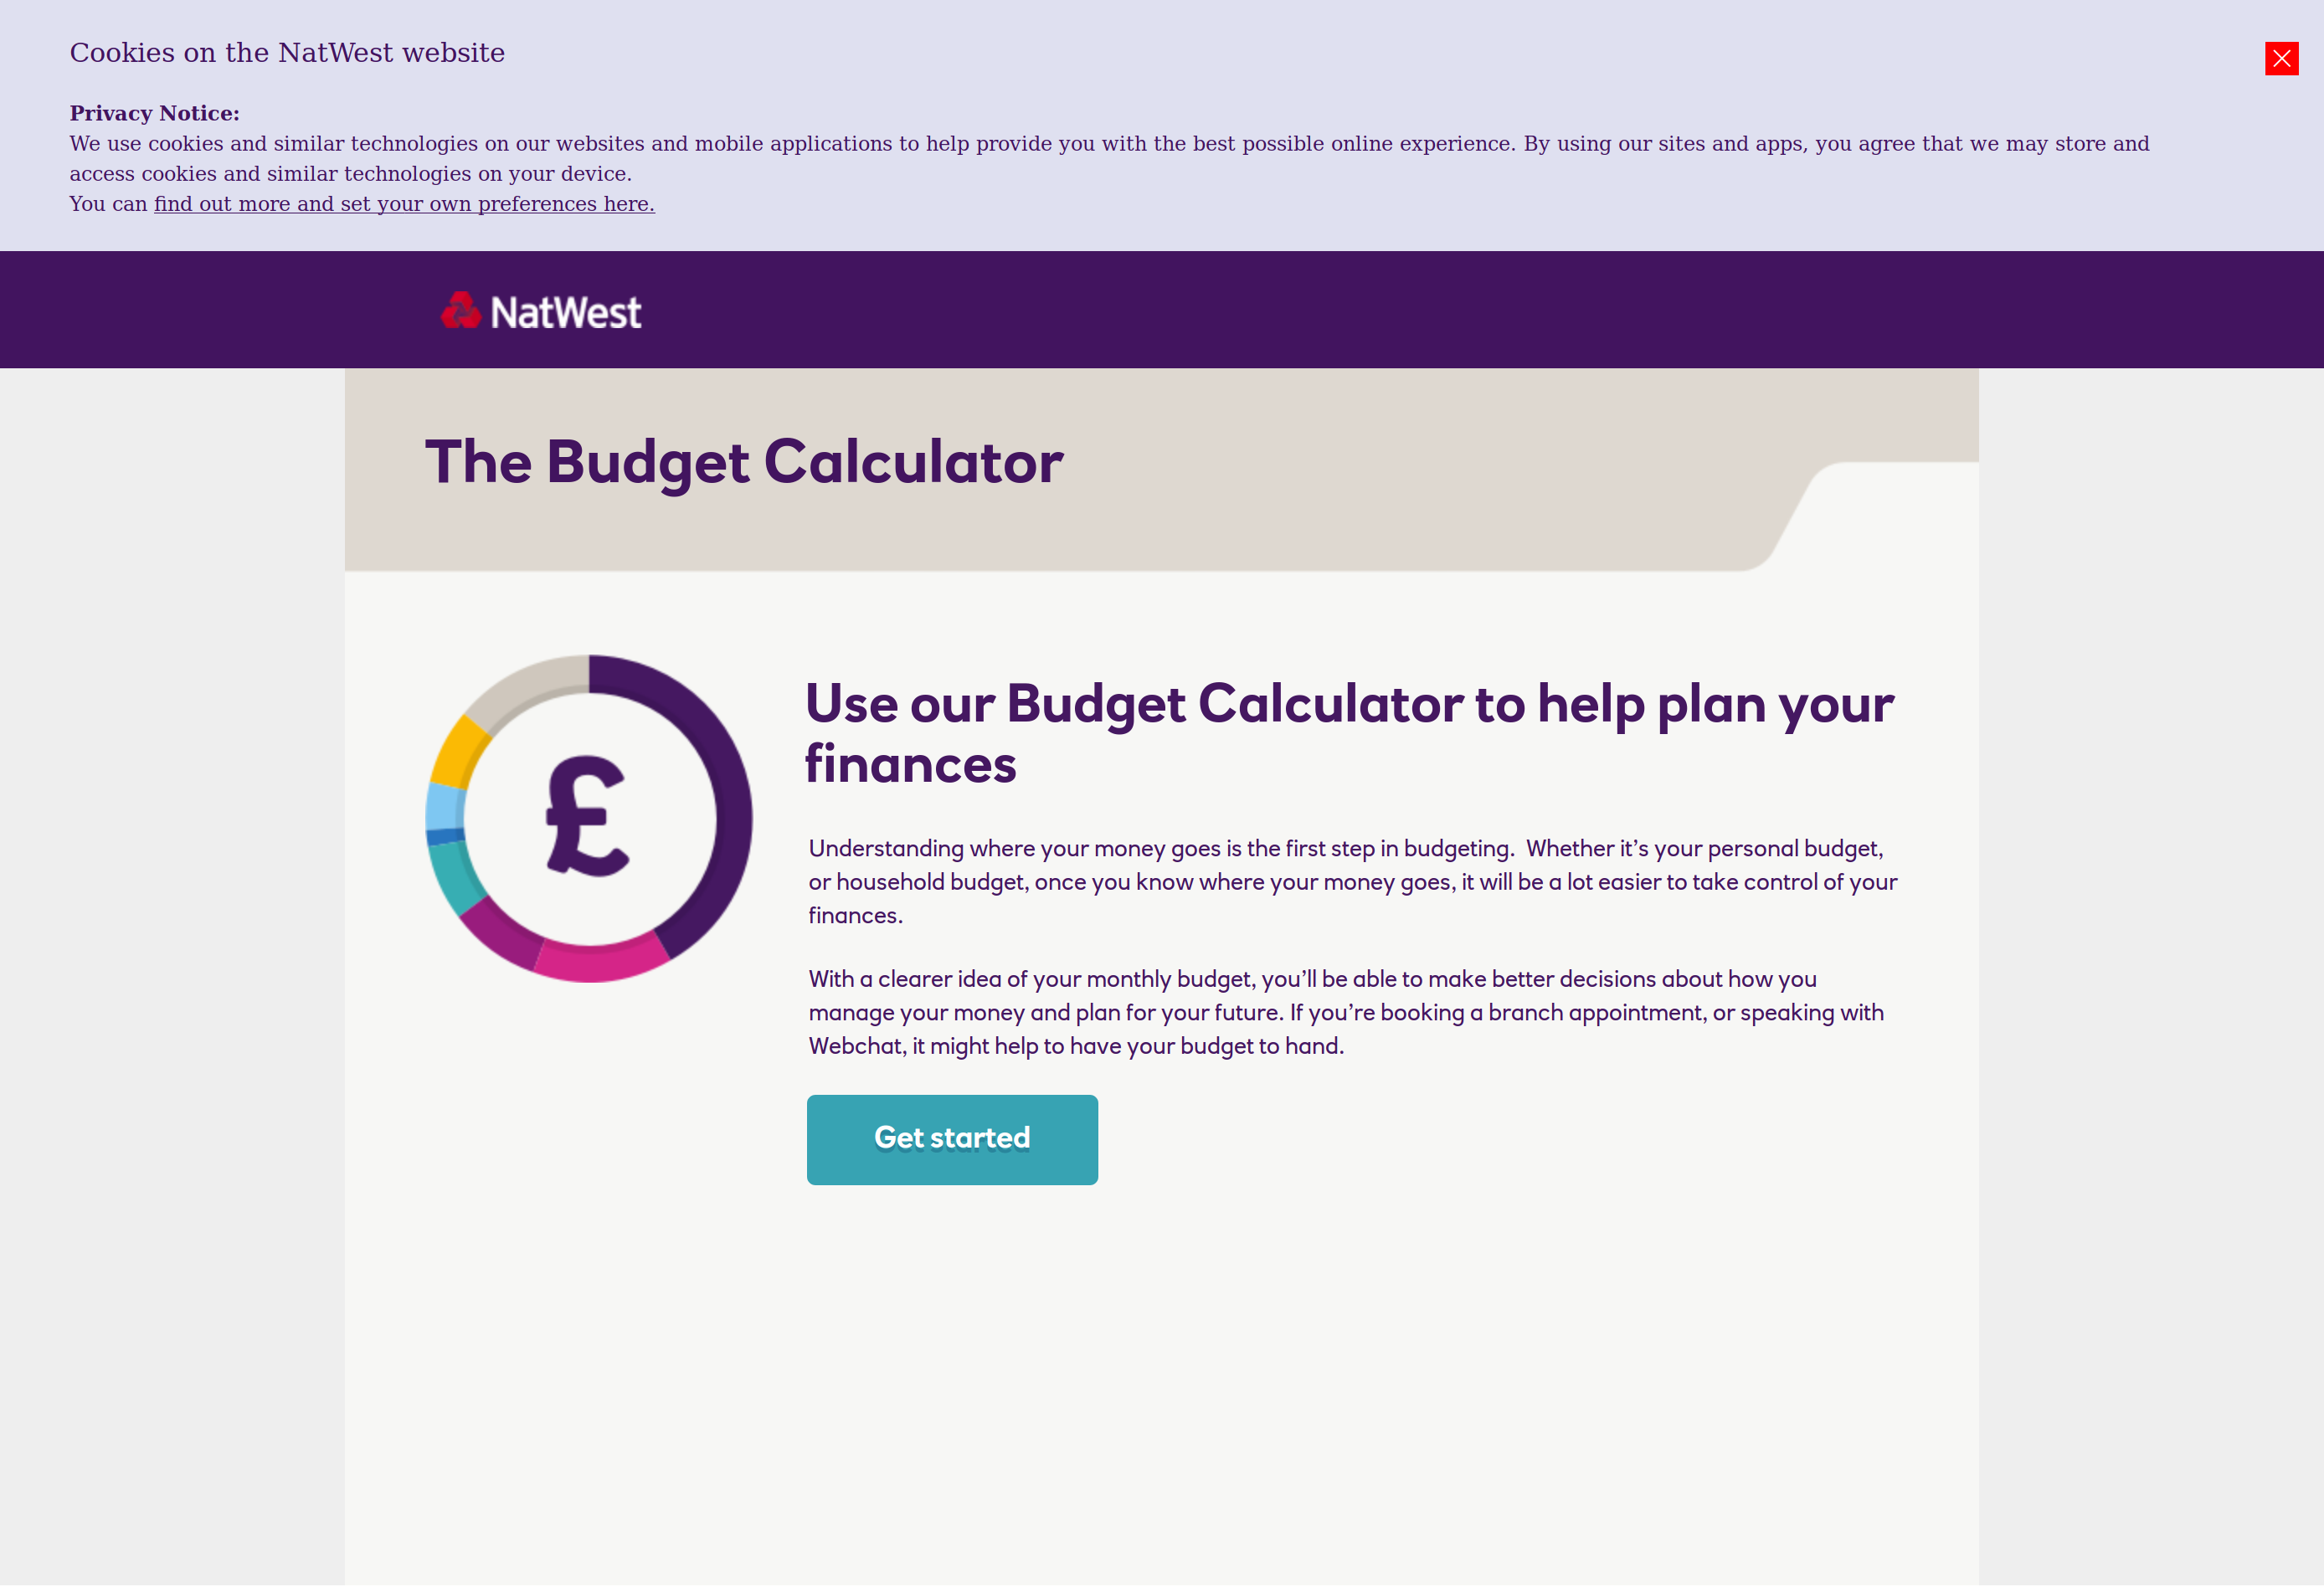 Cookies on the NatWest website
Privacy Notice:
We use cookies and similar technologies on our websites and mobile applications to help provide you with the best possible online experience. By using our sites and apps, you agree that we may store and
access cookies and similar technologies on your device.
You can find out more and set your own preferences here.
NatWest
The Budget Calculator
£
Use our Budget Calculator to help plan your
finances
Understanding where your money goes is the first step in budgeting.  Whether it’s your personal budget,
or household budget, once you know where your money goes, it will be a lot easier to take control of your
finances.
With a clearer idea of your monthly budget, you’ll be able to make better decisions about how you
manage your money and plan for your future. If you’re booking a branch appointment, or speaking with
Webchat, it might help to have your budget to hand.
Get started